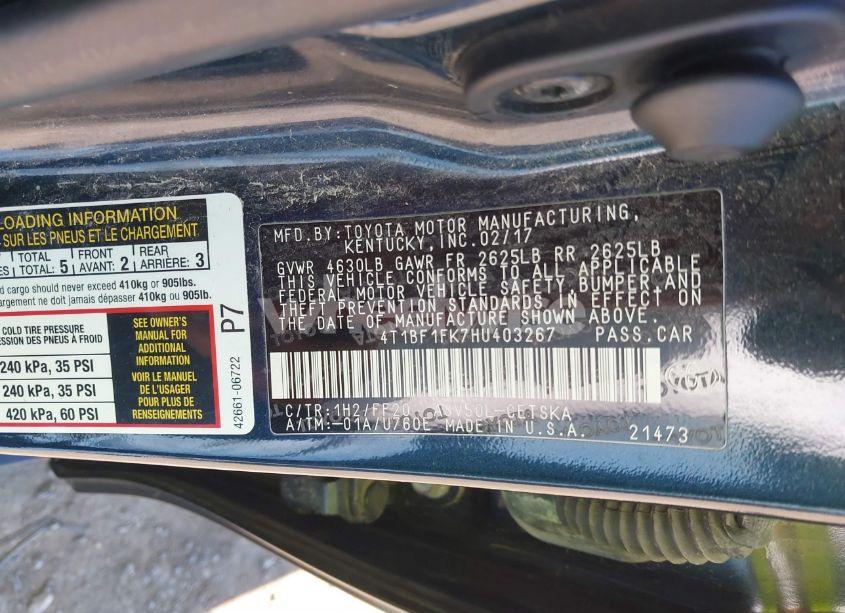 LOADING INFORMATION
SUR LES PNEUS ET LE CHARGEMENT
TOTAL
FRONT
REAR
TOTAL: 5
AVANT: 2
ARRIÈRE: 3
d cargo should never exceed 410kg or 905lbs.
argement ne doit jamais dépasser 410kg ou 905lb.
COLD TIRE PRESSURE
PRESSION DES PNEUS À FROID
240 kPa, 35 PSI
240 kPa, 35 PSI
420 kPa, 60 PSI
SEE OWNER'S
MANUAL FOR
ADDITIONAL
INFORMATION
VOIR LE MANUEL
DE L'USAGER
POUR PLUS DE
RENSEIGNEMENTS
P7
42661-06722
MFD.BY:TOYOTA MOTOR MANUFACTURING,
KENTUCKY,INC.02/17
GVWR 4630LB GAWR FR 2625LB RR 2625LB
THIS VEHICLE CONFORMS TO ALL APPLICABLE
FEDERAL MOTOR VEHICLE SAFETY,BUMPER,AND
THEFT PREVENTION STANDARDS IN EFFECT ON
THE DATE OF MANUFACTURE SHOWN ABOVE.
4T1BF1FK7HU403267 PASS.CAR
C/TR:1H2/FF20
A/TM:-01A/U760E MADE IN U.S.A. 21473